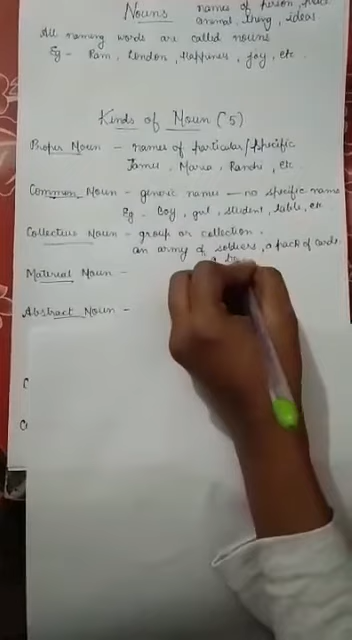 Nouns names of person, place
animal, thing, ideas
All naming words are called nouns
Eg - Ram, London, Happiness, joy, etc.
Kinds of Noun (5)
Proper Noun - names of particular/specific
Maria, Ranchi, etc
Common Noun - generic names - no specific name
Eg - Boy, girl, student, table, etc
Collective Noun - group or collection.
an army of soldiers, a pack of cards.
a
Material Noun -
Abstract Noun -
C